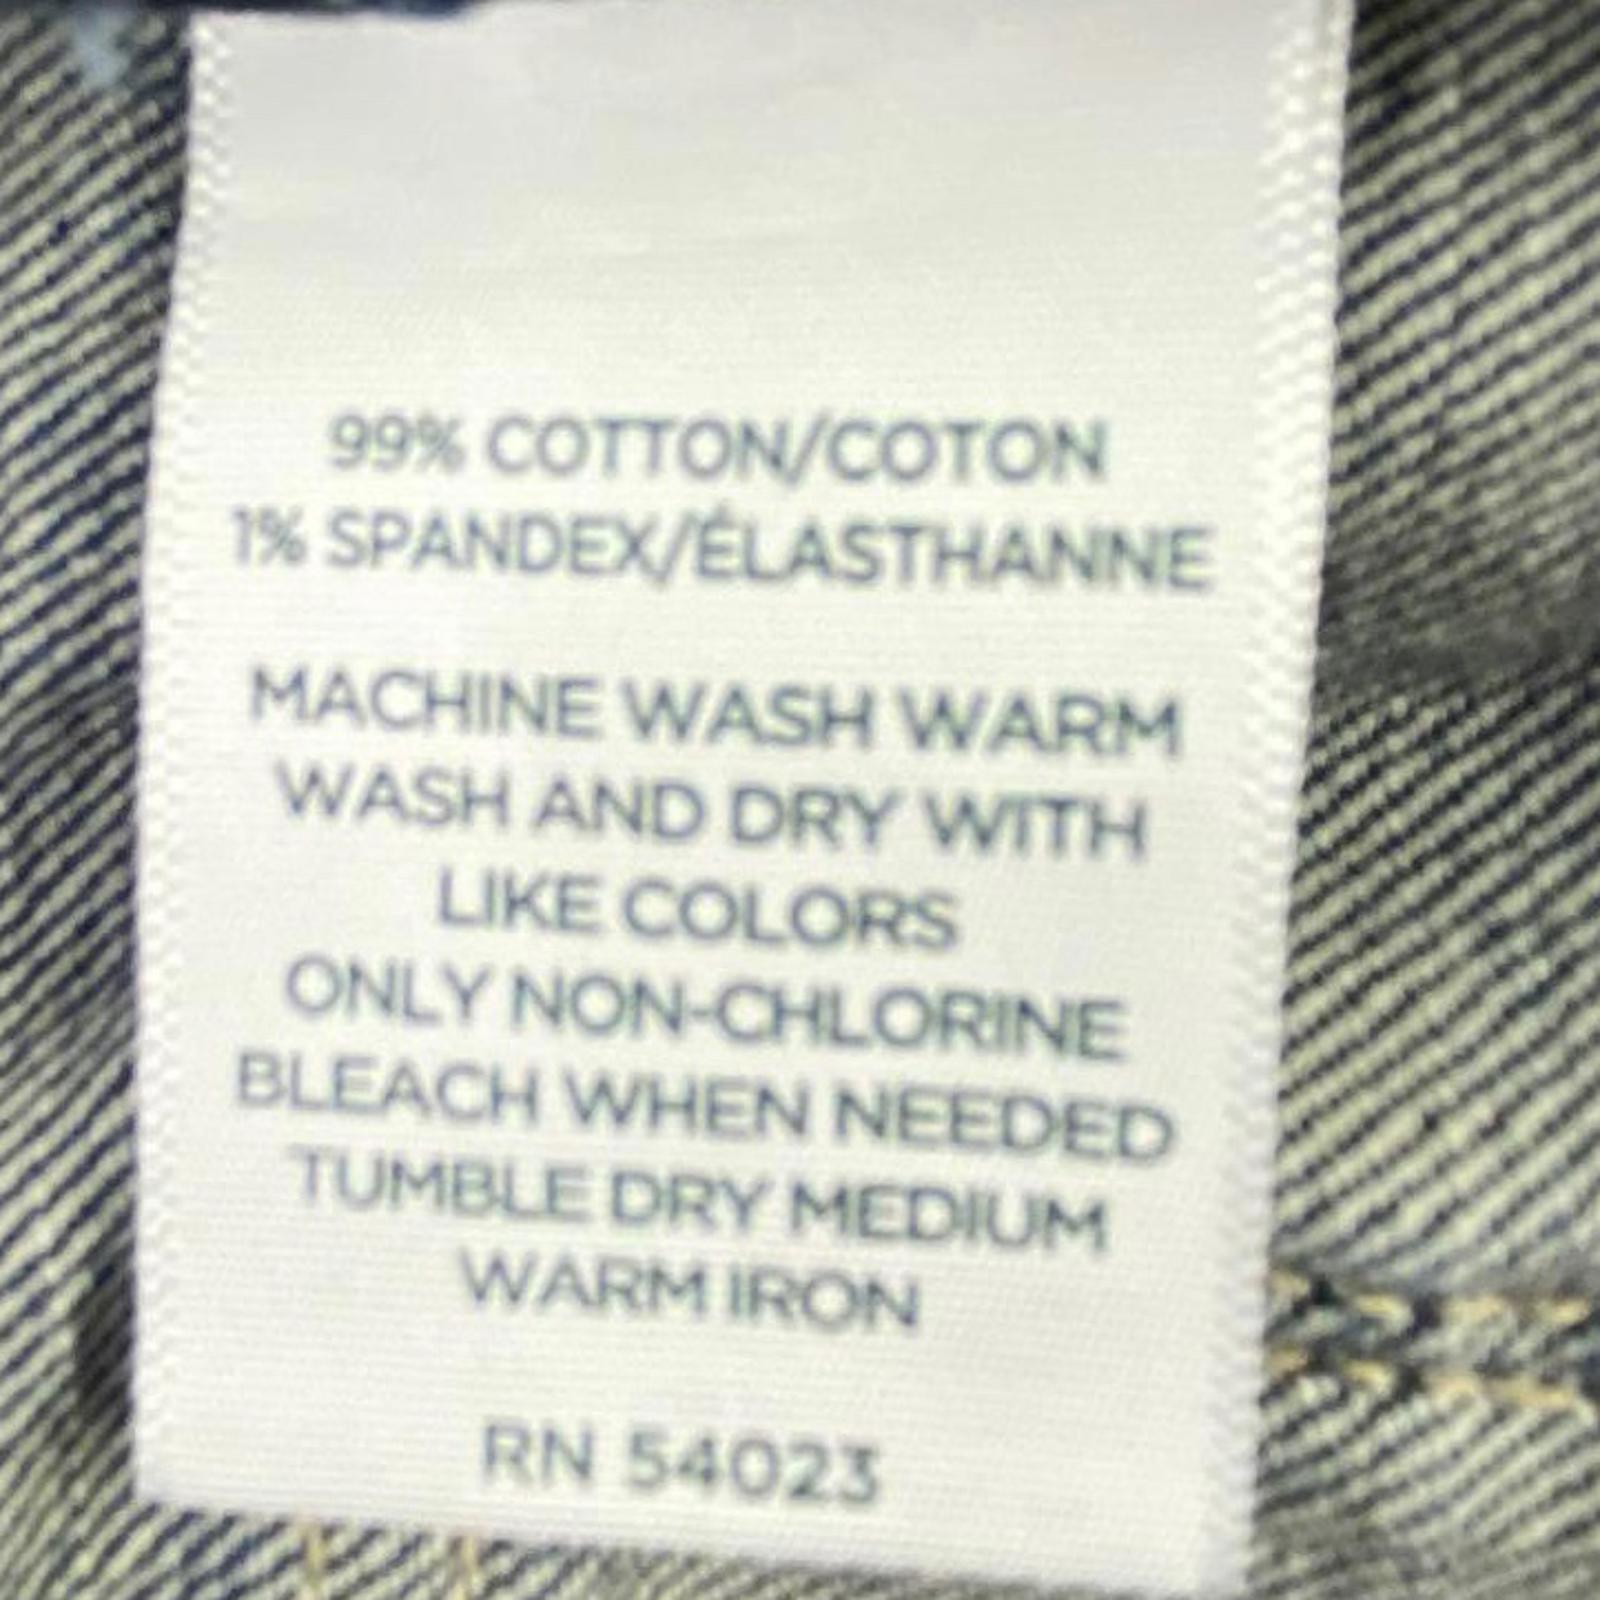 99% COTTON/COTON
1% SPANDEX/ÉLASTHANNE
MACHINE WASH WARM
WASH AND DRY WITH
LIKE COLORS
ONLY NON-CHLORINE
BLEACH WHEN NEEDED
TUMBLE DRY MEDIUM
WARM IRON
RN 54023